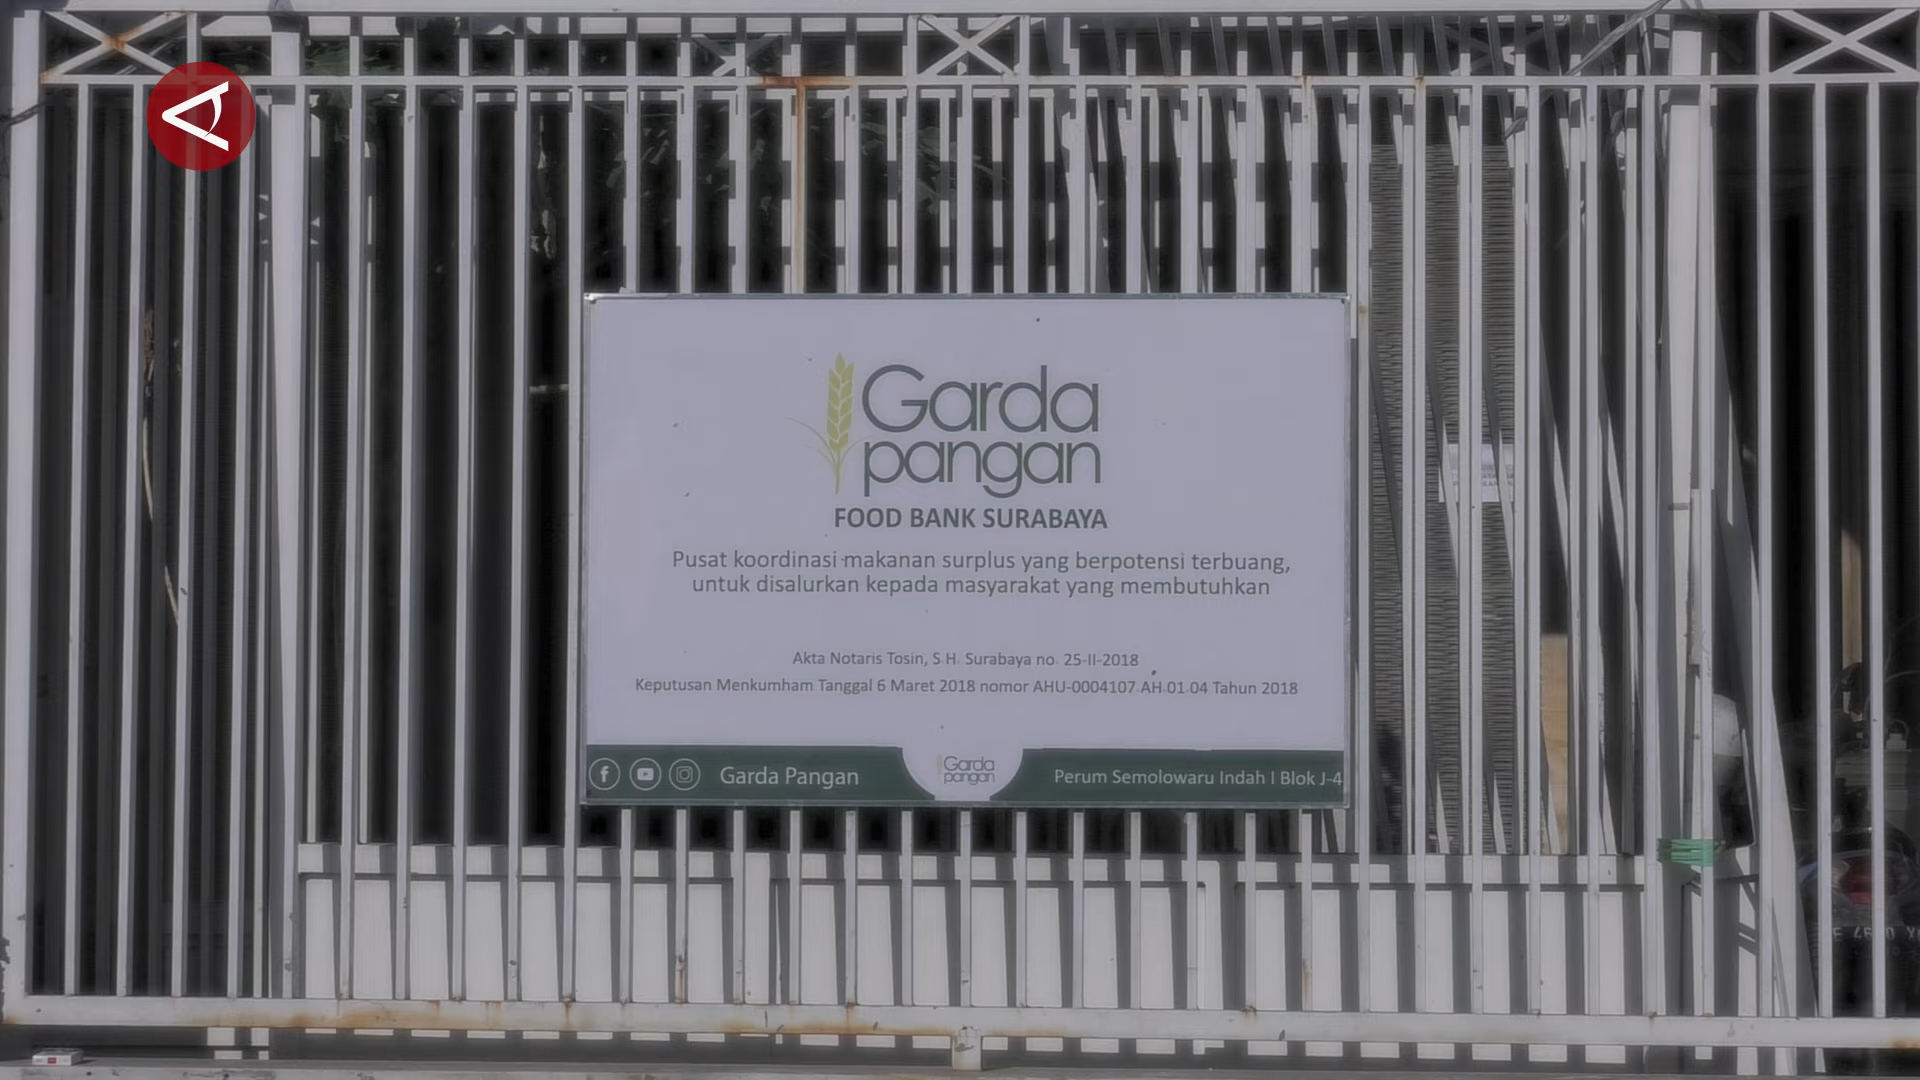 Garda
pangan
FOOD BANK SURABAYA
Pusat koordinasi makanan surplus yang berpotensi terbuang,
untuk disalurkan kepada masyarakat yang membutuhkan
Akta Notaris Tosin, S.H. Surabaya no. 25-II-2018
Keputusan Menkumham Tanggal 6 Maret 2018 nomor AHU-0004107.AH.01.04 Tahun 2018
Garda Pangan
Garda
pangan
Perum Semolowaru Indah I Blok J-4